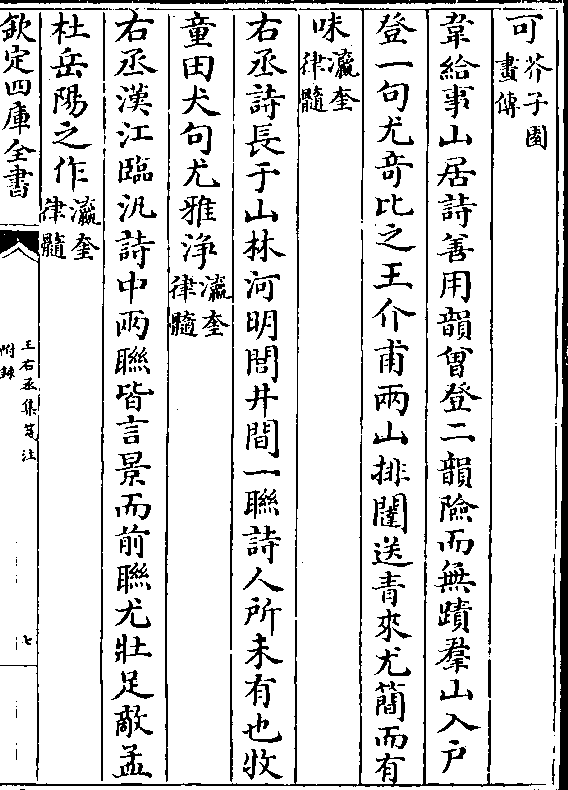 可芥子園畫傳
韋給事山居詩善用韻曾登二韻險而無蹟羣山入户
登一句尤竒比之王介甫兩山排闥送青來尤簡而有
味瀛奎律髓
右丞詩長于山林河明閭井間一聯詩人所未有也牧
童田犬句尤雅淨瀛奎律髓
右丞漢江臨汎詩中兩聯皆言景而前聯尤壯足敵孟
杜岳陽之作瀛奎律髓
欽定四庫全書
王右丞集箋注
附録
七